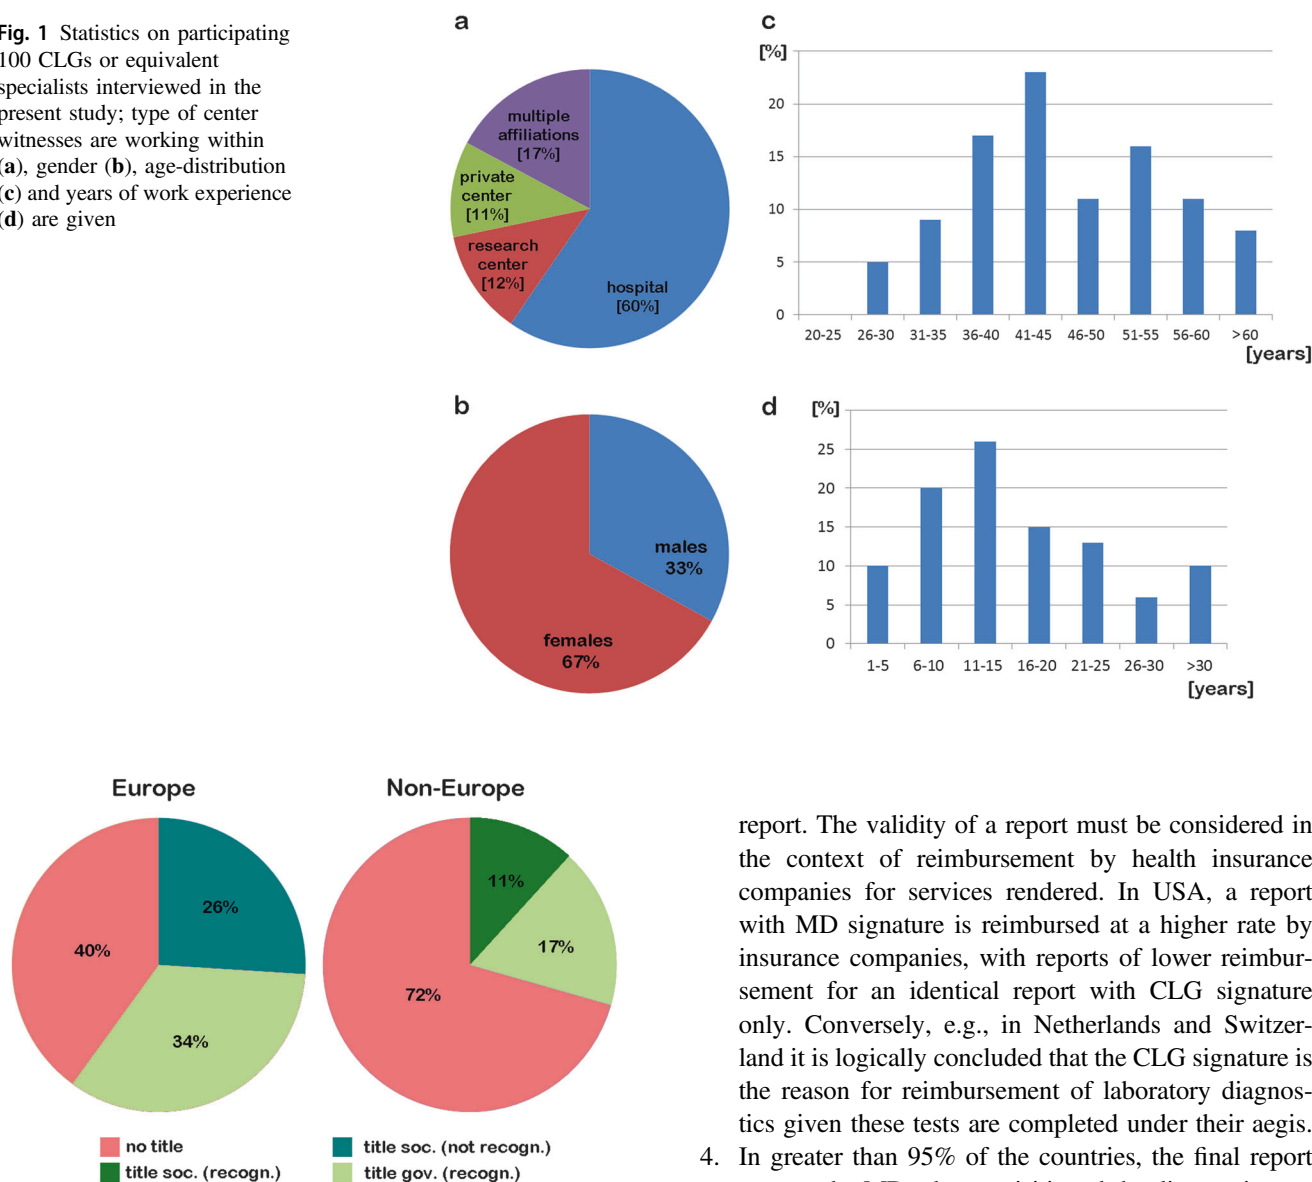 Fig. 1 Statistics on participating
100 CLGs or equivalent
specialists interviewed in the
present study; type of center
witnesses are working within
(a), gender (b), age-distribution
(c) and years of work experience
(d) are given
a
multiple
affiliations
[17%]
private
center
[11%]
research
center
[12%]
hospital
[60%]
c
[%]
20
15
10
5
0
20-25 26-30 31-35 36-40 41-45 46-50 51-55 56-60 >60
[years]
b
males
33%
females
67%
d
[%]
25
20
15
10
5
0
1-5 6-10 11-15 16-20 21-25 26-30 >30
[years]
Europe
26%
40%
34%
Non-Europe
11%
17%
72%
no title
title soc. (not recogn.)
title soc. (recogn.)
title gov. (recogn.)
report. The validity of a report must be considered in
the context of reimbursement by health insurance
companies for services rendered. In USA, a report
with MD signature is reimbursed at a higher rate by
insurance companies, with reports of lower reimbur-
sement for an identical report with CLG signature
only. Conversely, e.g., in Netherlands and Switzer-
land it is logically concluded that the CLG signature is
the reason for reimbursement of laboratory diagnos-
tics given these tests are completed under their aegis.
4. In greater than 95% of the countries, the final report